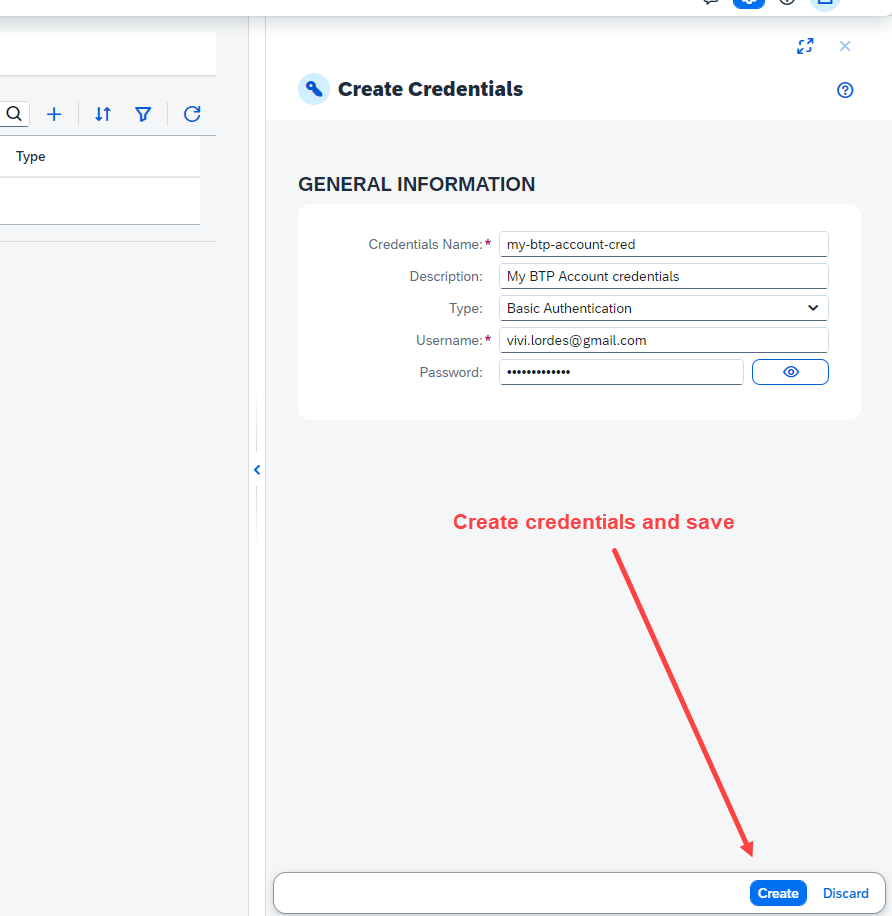 Create Credentials
Type
GENERAL INFORMATION
Credentials Name:* my-btp-account-cred
Description: My BTP Account credentials
Type: Basic Authentication
Username:* vivi.lordes@gmail.com
Password: •••••••••••••
Create credentials and save
Create Discard